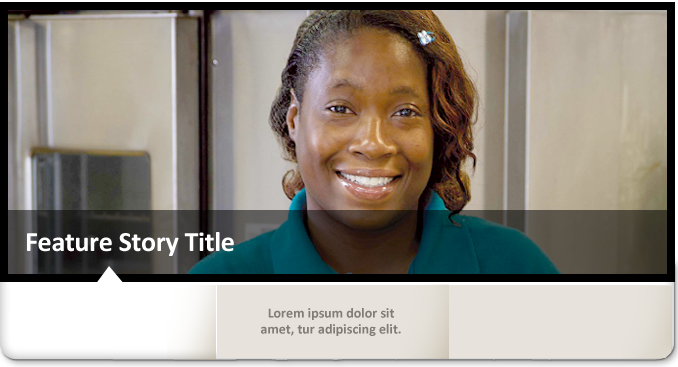 Feature Story Title
Lorem ipsum dolor sit
amet, tur adipiscing elit.